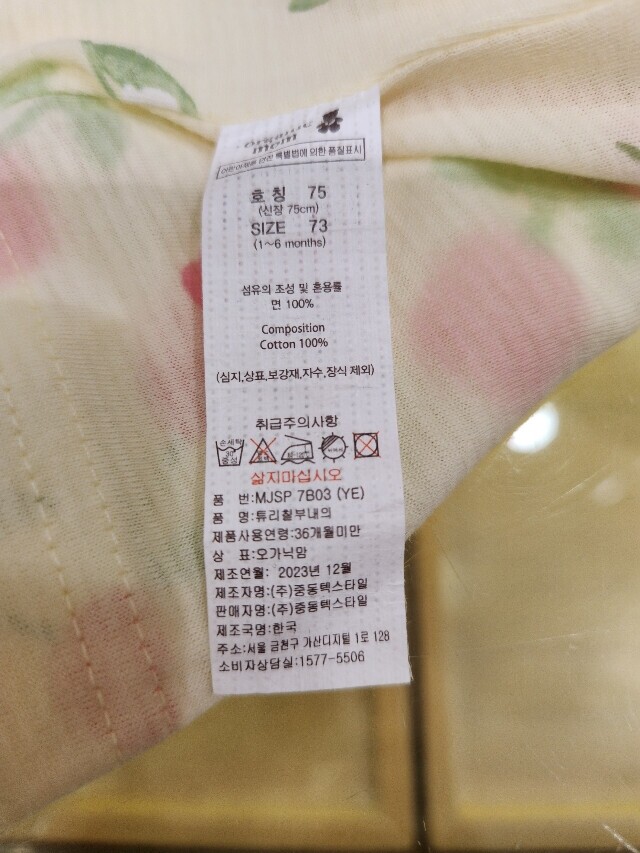 organic
mom
어린이제품 안전 특별법에 의한 품질표시
호 칭 75
(신장 75cm)
SIZE 73
(1~6 months)
섬유의 조성 및 혼용률
면 100%
Composition
Cotton 100%
(심지,상표,보강재,자수,장식 제외)
취급주의사항
손세탁
30
중성
삶지마십시오
품 번:MJSP 7B03 (YE)
품 명:튜리칠부내의
제품사용연령:36개월미만
상 표:오가닉맘
제조연월: 2023년 12월
제조자명:(주)중동텍스타일
판매자명:(주)중동텍스타일
제조국명:한국
주소:서울 금천구 가산디지털 1로 128
소비자상담실:1577-5506